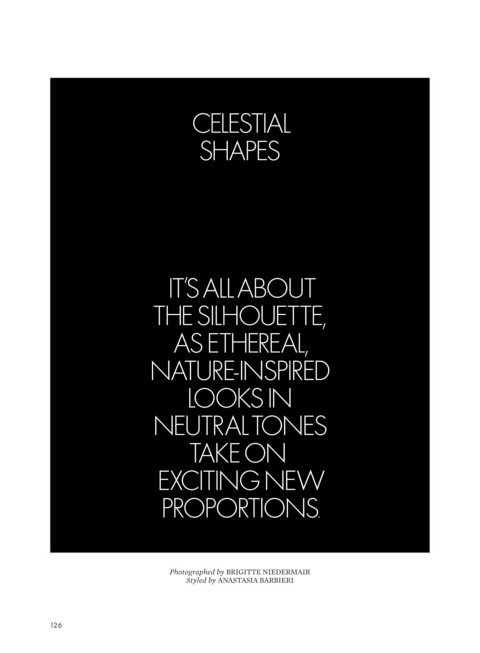 CELESTIAL
SHAPES
IT'S ALL ABOUT
THE SILHOUETTE,
AS ETHEREAL,
NATURE-INSPIRED
LOOKS IN
NEUTRAL TONES
TAKE ON
EXCITING NEW
PROPORTIONS.
Photographed by BRIGITTE NIEDERMAIR
Styled by ANASTASIA BARBIERI
126